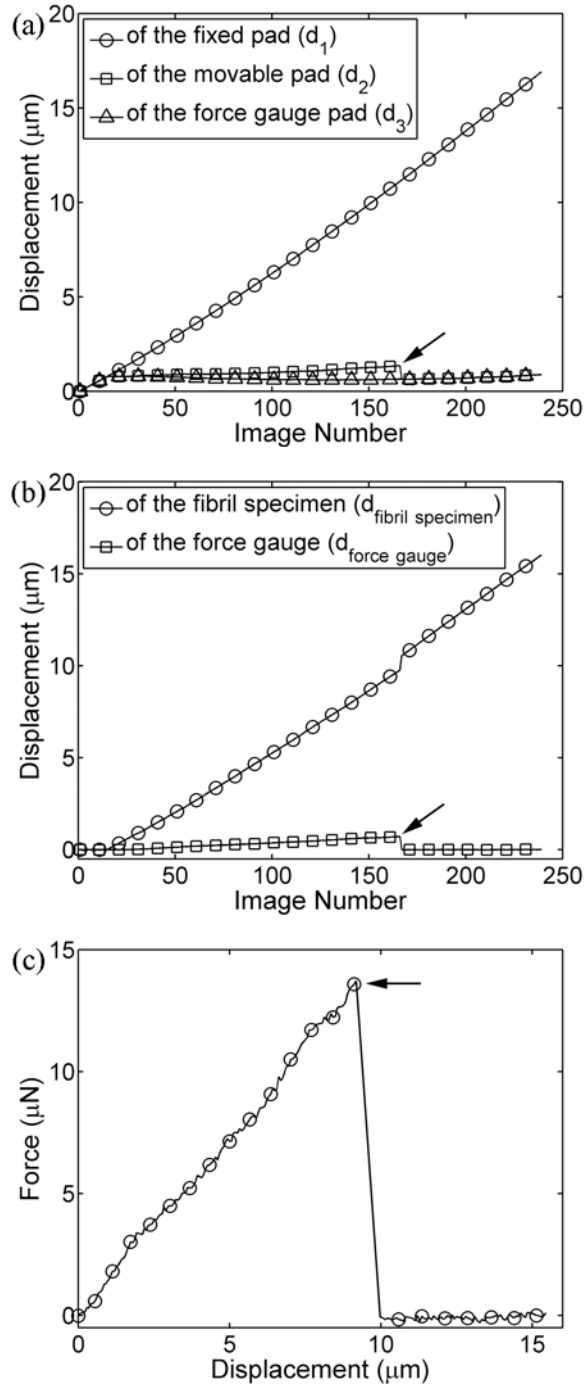 (a)
of the fixed pad (d1)
of the movable pad (d2)
of the force gauge pad (d3)
Displacement (μm)
20
15
10
5
0
0 50 100 150 200 250
Image Number
(b)
of the fibril specimen (dfibril specimen)
of the force gauge (dforce gauge)
Displacement (μm)
20
15
10
5
0
0 50 100 150 200 250
Image Number
(c)
Force (μN)
15
10
5
0
0 5 10 15
Displacement (μm)